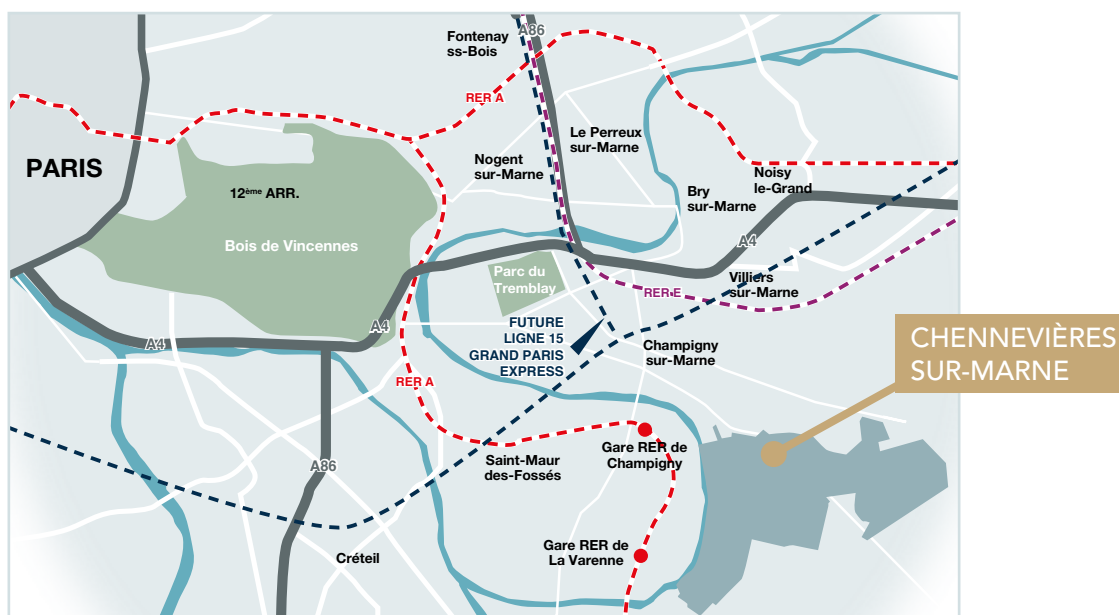 A86
Fontenay
ss-Bois
RER A
Le Perreux
sur-Marne
PARIS
Nogent
sur-Marne
Noisy
le-Grand
12ème ARR.
Bry
sur-Marne
Bois de Vincennes
A4
Parc du
Tremblay
RER E
Villiers
sur-Marne
FUTURE
LIGNE 15
GRAND PARIS
EXPRESS
A4
A4
Champigny
sur-Marne
CHENNEVIÈRES
SUR-MARNE
RER A
Gare RER de
Champigny
Saint-Maur
des-Fossés
A86
Gare RER de
La Varenne
Créteil